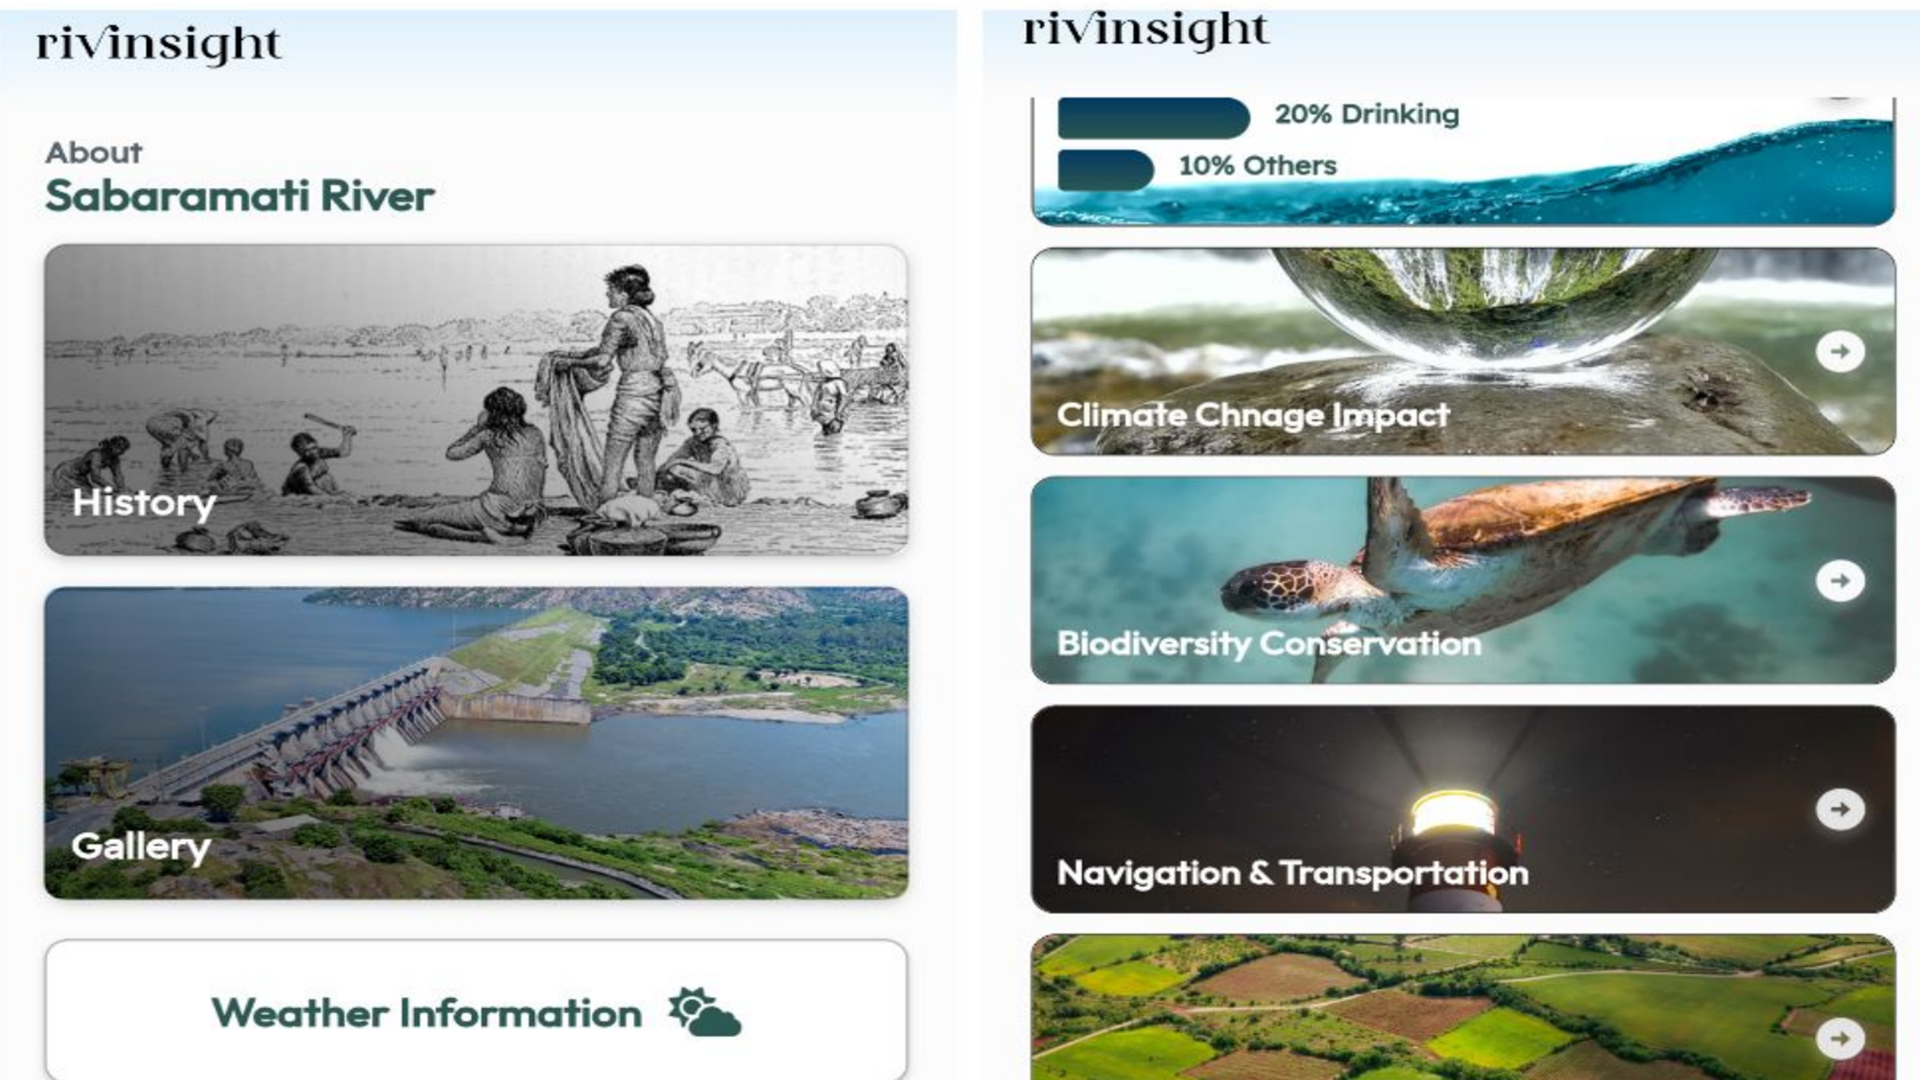 rivinsight
About
Sabaramati River
History
Gallery
Weather Information
rivinsight
20% Drinking
10% Others
Climate Chnage Impact
Biodiversity Conservation
Navigation & Transportation